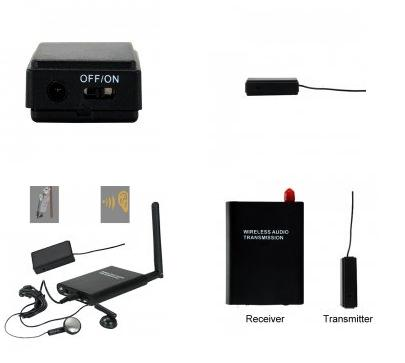 OFF/ON
WIRELESS AUDIO
TRANSMISSION
Receiver
Transmitter